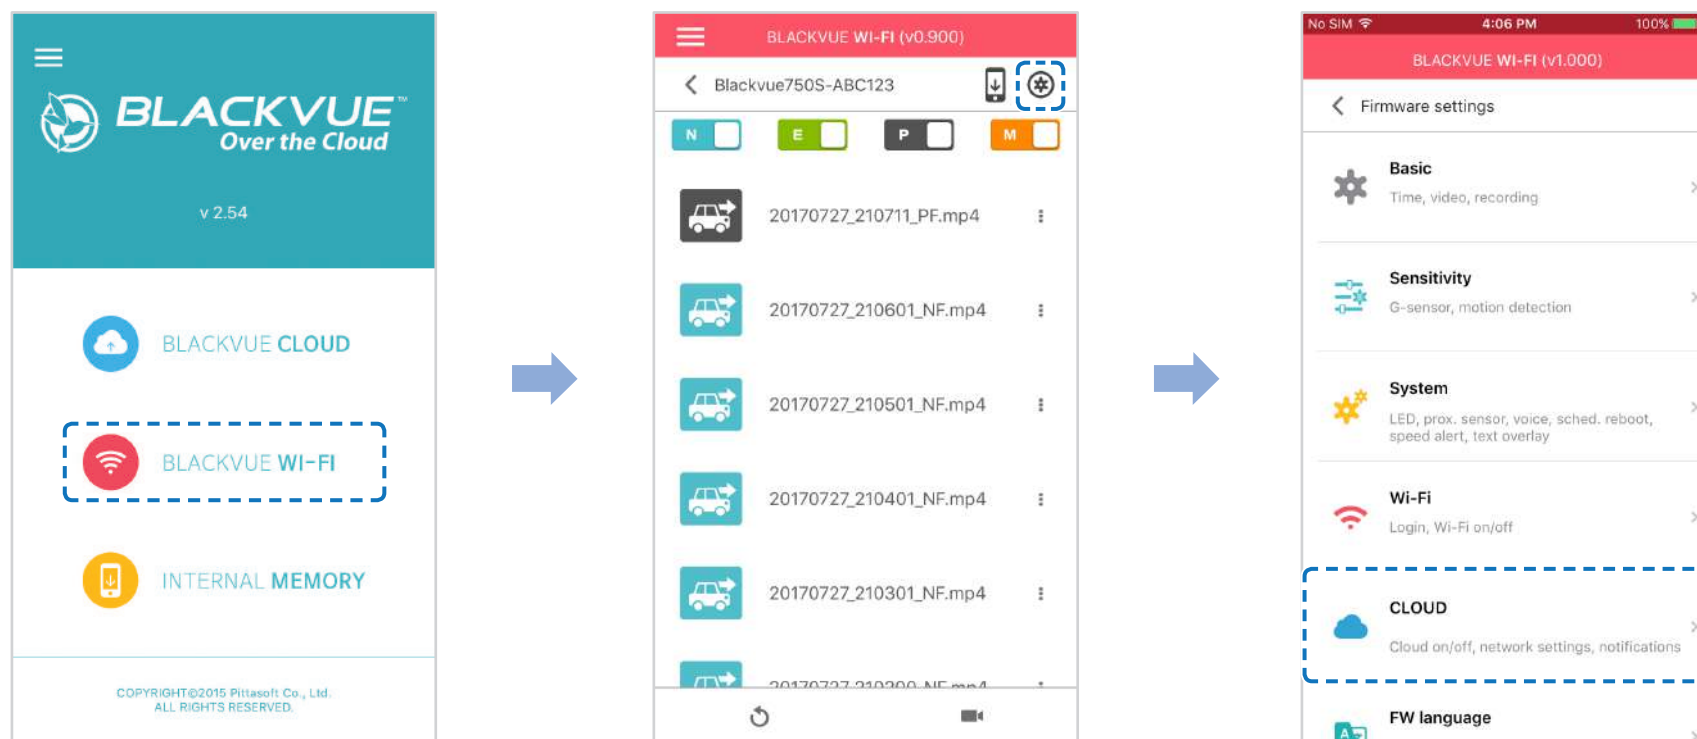 BLACKVUE™
Over the Cloud
v 2.54
BLACKVUE CLOUD
BLACKVUE WI-FI
INTERNAL MEMORY
COPYRIGHT©2015 Pittasoft Co., Ltd.
ALL RIGHTS RESERVED.
BLACKVUE WI-FI (v0.900)
Blackvue750S-ABC123
N E P M
20170727_210711_PF.mp4
20170727_210601_NF.mp4
20170727_210501_NF.mp4
20170727_210401_NF.mp4
20170727_210301_NF.mp4
20170727_210200_NF.mp4
No SIM 4:06 PM 100%
BLACKVUE WI-FI (v1.000)
Firmware settings
Basic
Time, video, recording
Sensitivity
G-sensor, motion detection
System
LED, prox. sensor, voice, sched. reboot,
speed alert, text overlay
Wi-Fi
Login, Wi-Fi on/off
CLOUD
Cloud on/off, network settings, notifications
FW language
A